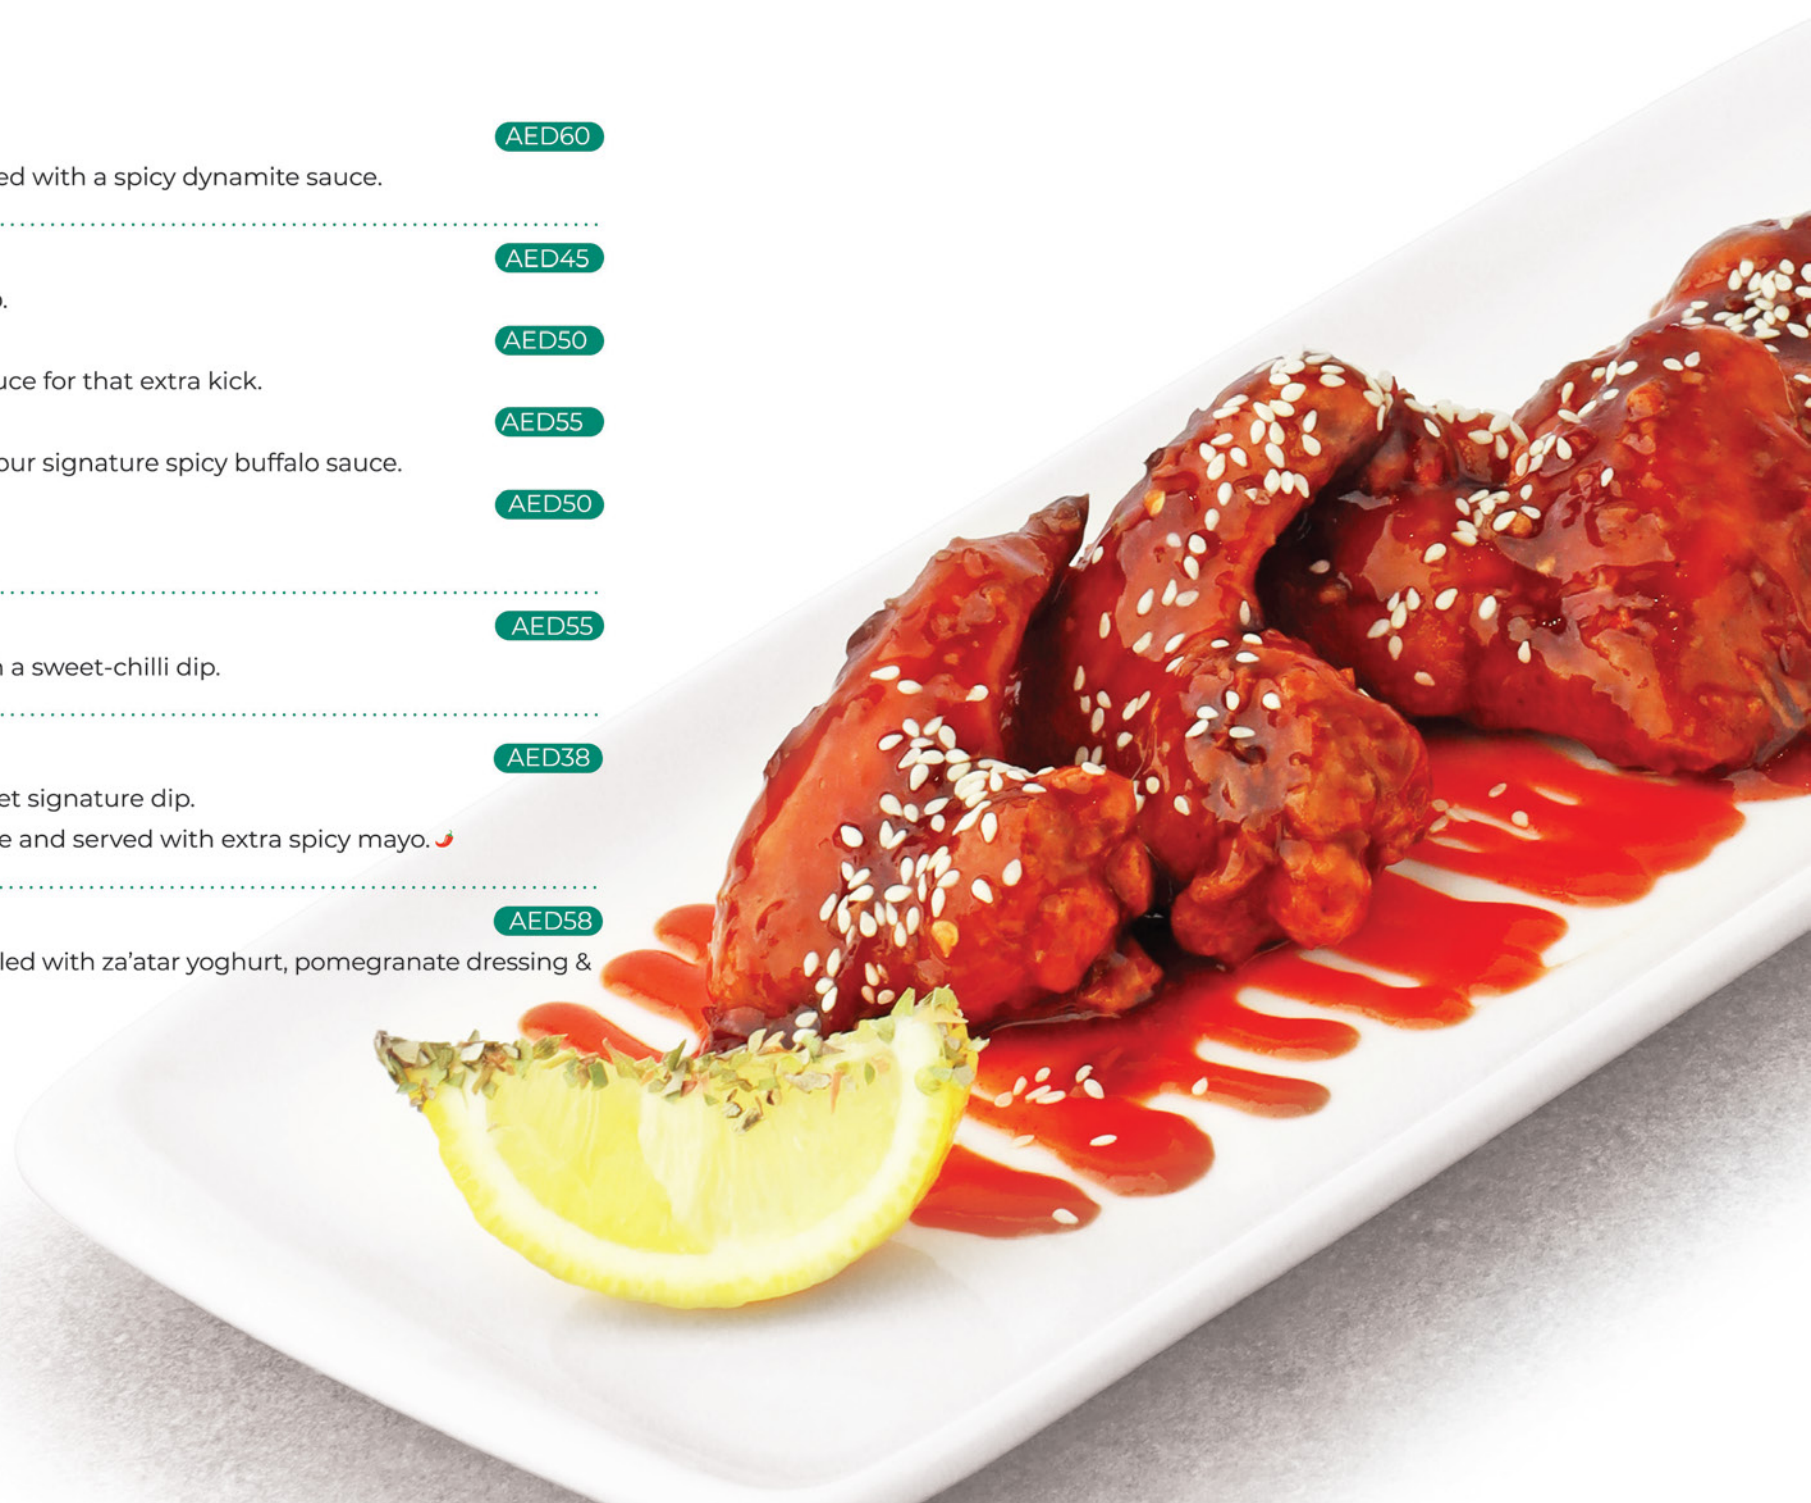 AED60
ed with a spicy dynamite sauce.
AED45
.
AED50
uce for that extra kick.
AED55
our signature spicy buffalo sauce.
AED50
AED55
a sweet-chilli dip.
AED38
et signature dip.
e and served with extra spicy mayo.
AED58
led with za’atar yoghurt, pomegranate dressing &